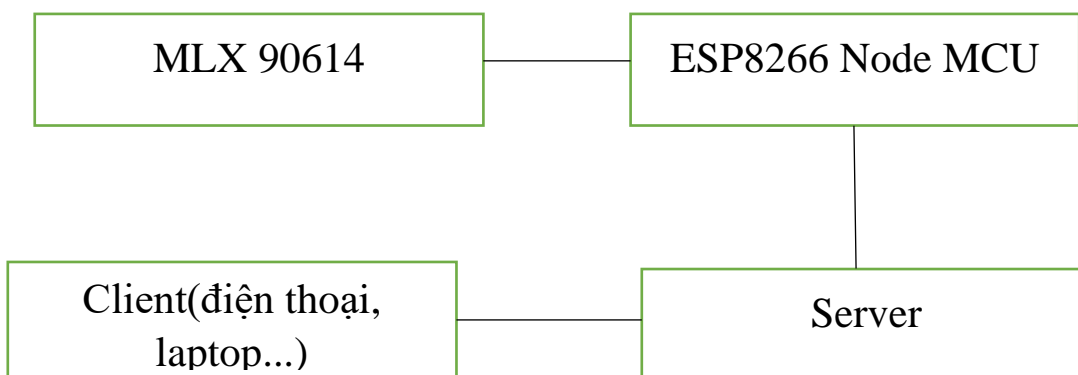 MLX 90614
ESP8266 Node MCU
Client(điện thoại,
laptop...)
Server